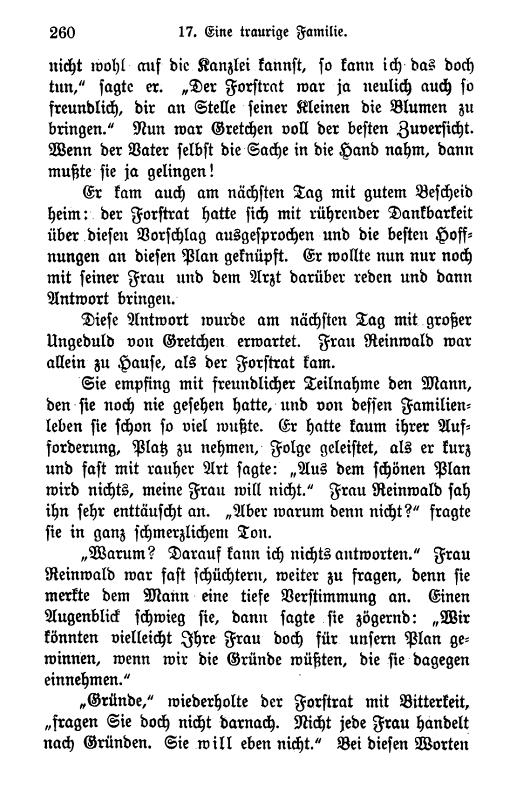 260 17. Eine traurige Familie.
nicht wohl auf die Kanzlei kannst, so kann ich das doch
tun,“ sagte er. „Der Forstrat war ja neulich auch so
freundlich, dir an Stelle seiner Kleinen die Blumen zu
bringen.“ Nun war Gretchen voll der besten Zuversicht.
Wenn der Vater selbst die Sache in die Hand nahm, dann
mußte sie ja gelingen!
Er kam auch am nächsten Tag mit gutem Bescheid
heim: der Forstrat hatte sich mit rührender Dankbarkeit
über diesen Vorschlag ausgesprochen und die besten Hoff-
nungen an diesen Plan geknüpft. Er wollte nun nur noch
mit seiner Frau und dem Arzt darüber reden und dann
Antwort bringen.
Diese Antwort wurde am nächsten Tag mit großer
Ungeduld von Gretchen erwartet. Frau Reinwald war
allein zu Hause, als der Forstrat kam.
Sie empfing mit freundlicher Teilnahme den Mann,
den sie noch nie gesehen hatte, und von dessen Familien-
leben sie schon so viel wußte. Er hatte kaum ihrer Auf-
forderung, Platz zu nehmen, Folge geleistet, als er kurz
und fast mit rauher Art sagte: „Aus dem schönen Plan
wird nichts, meine Frau will nicht.“ Frau Reinwald sah
ihn sehr enttäuscht an. „Aber warum denn nicht?“ fragte
sie in ganz schmerzlichem Ton.
„Warum? Darauf kann ich nichts antworten.“ Frau
Reinwald war fast schüchtern, weiter zu fragen, denn sie
merkte dem Mann eine tiefe Verstimmung an. Einen
Augenblick schwieg sie, dann sagte sie zögernd: „Wir
könnten vielleicht Ihre Frau doch für unsern Plan ge-
winnen, wenn wir die Gründe wüßten, die sie dagegen
einnehmen.“
„Gründe,“ wiederholte der Forstrat mit Bitterkeit,
„fragen Sie doch nicht darnach. Nicht jede Frau handelt
nach Gründen. Sie will eben nicht.“ Bei diesen Worten